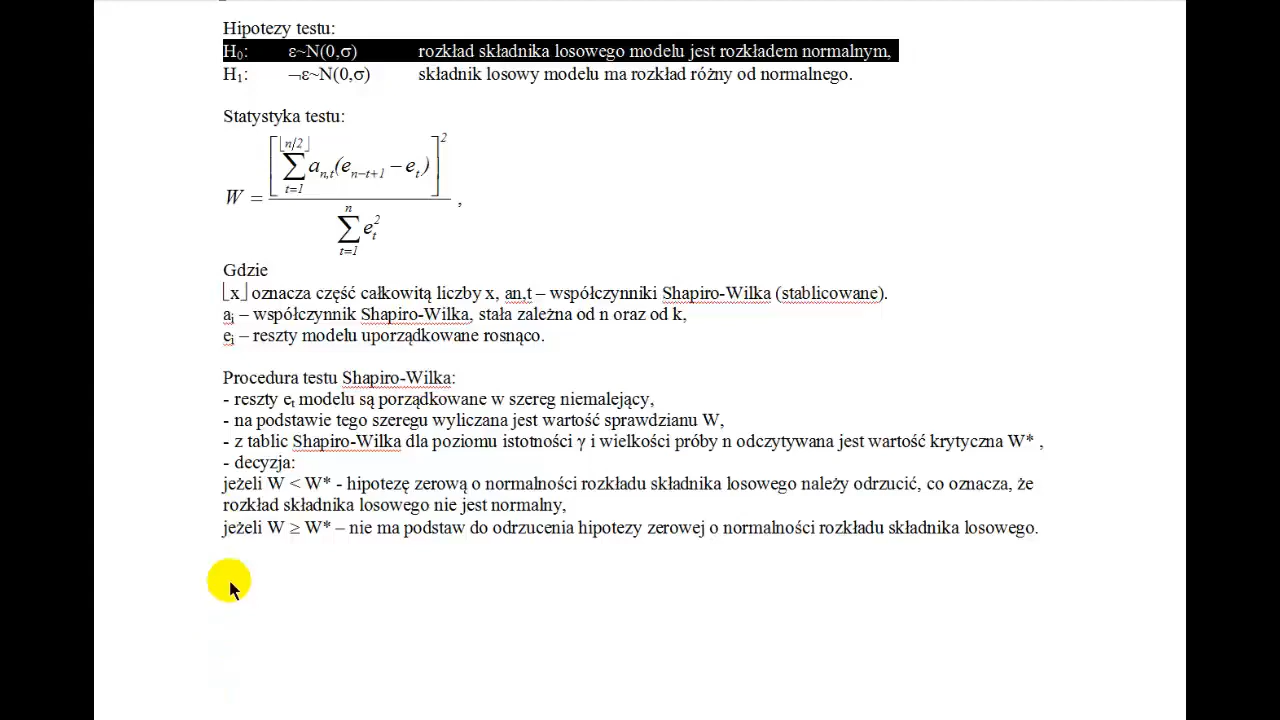 Hipotezy testu:
H₀: ε~N(0,σ) rozkład składnika losowego modelu jest rozkładem normalnym,
H₁: ¬ε~N(0,σ) składnik losowy modelu ma rozkład różny od normalnego.
Statystyka testu:
W = [∑_{t=1}^{⌊n/2⌋} a_{n,t}(e_{n-t+1} − e_t)]² / ∑_{t=1}^{n} e_t² ,
Gdzie
⌊x⌋ oznacza część całkowitą liczby x, an,t – współczynniki Shapiro-Wilka (stablicowane).
aᵢ – współczynnik Shapiro-Wilka, stała zależna od n oraz od k,
eᵢ – reszty modelu uporządkowane rosnąco.
Procedura testu Shapiro-Wilka:
- reszty eₜ modelu są porządkowane w szereg niemalejący,
- na podstawie tego szeregu wyliczana jest wartość sprawdzianu W,
- z tablic Shapiro-Wilka dla poziomu istotności γ i wielkości próby n odczytywana jest wartość krytyczna W* ,
- decyzja:
jeżeli W < W* - hipotezę zerową o normalności rozkładu składnika losowego należy odrzucić, co oznacza, że
rozkład składnika losowego nie jest normalny,
jeżeli W ≥ W* – nie ma podstaw do odrzucenia hipotezy zerowej o normalności rozkładu składnika losowego.